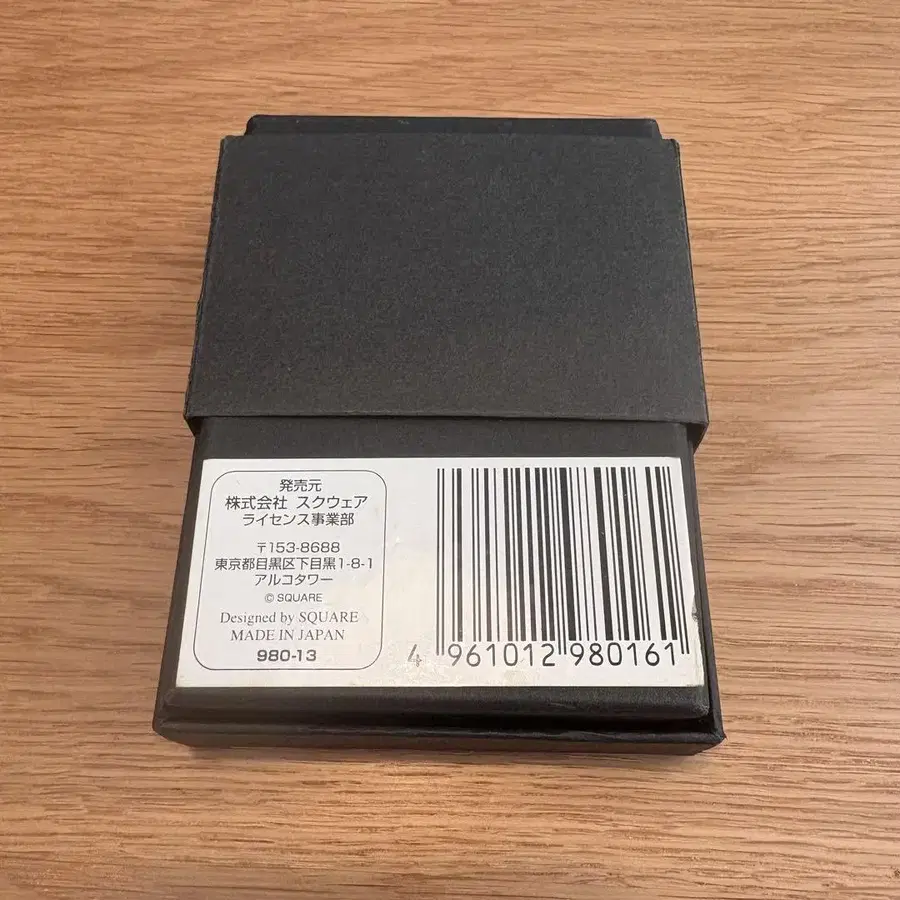 発売元
株式会社 スクウェア
ライセンス事業部
〒153-8688
東京都目黒区下目黒1-8-1
アルコタワー
© SQUARE
Designed by SQUARE
MADE IN JAPAN
980-13
4 961012 980161